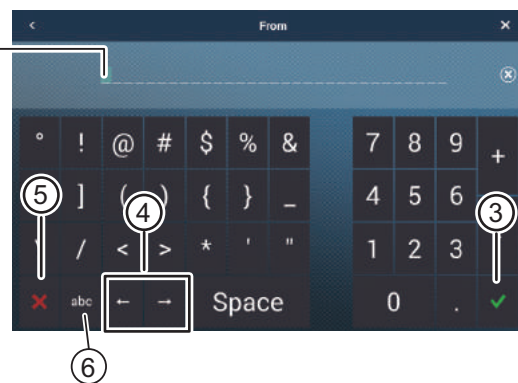 < From ×
° ! @ # $ % & 7 8 9 +
] ( ) { } _ 4 5 6
\ / < > * ' " 1 2 3
× abc ← → Space 0 . ✓
5
4
3
6